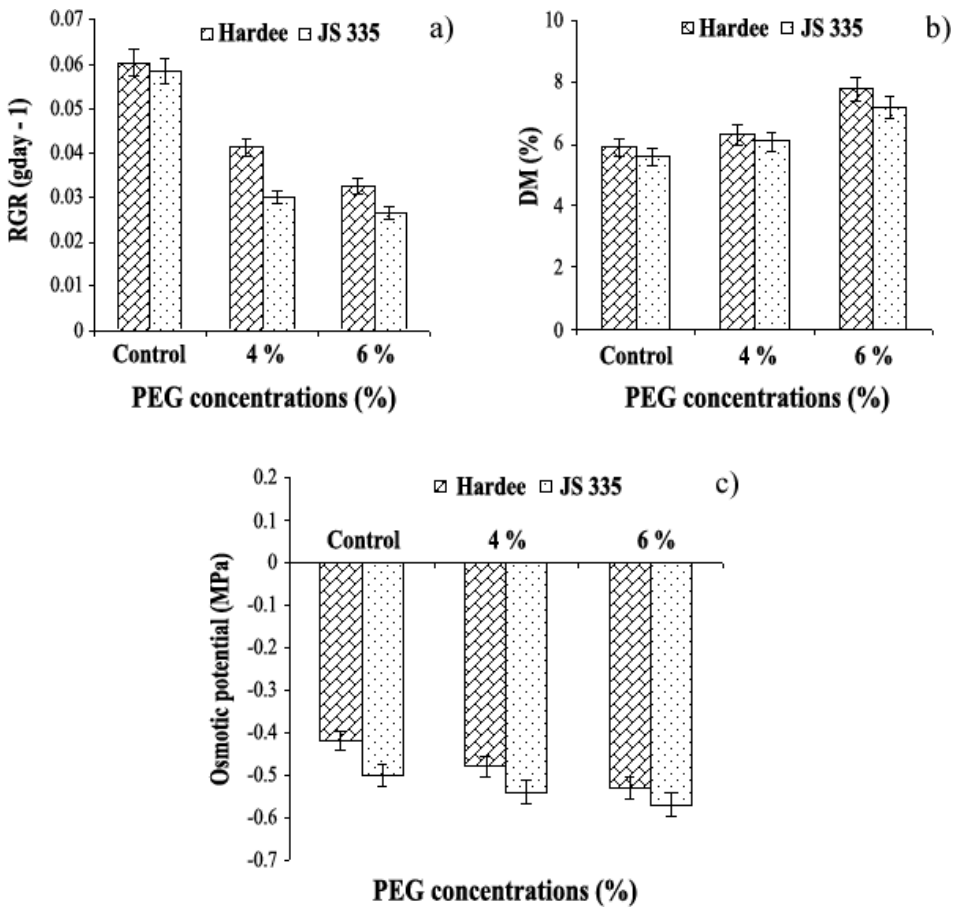 0.07
0.06
0.05
0.04
0.03
0.02
0.01
0
RGR (gday - 1)
Hardee JS 335
a)
Control 4 % 6 %
PEG concentrations (%)
10
8
6
4
2
0
DM (%)
Hardee JS 335
b)
Control 4 % 6 %
PEG concentrations (%)
0.2
0.1
0
-0.1
-0.2
-0.3
-0.4
-0.5
-0.6
-0.7
Osmotic potential (MPa)
Hardee JS 335
c)
Control 4 % 6 %
PEG concentrations (%)